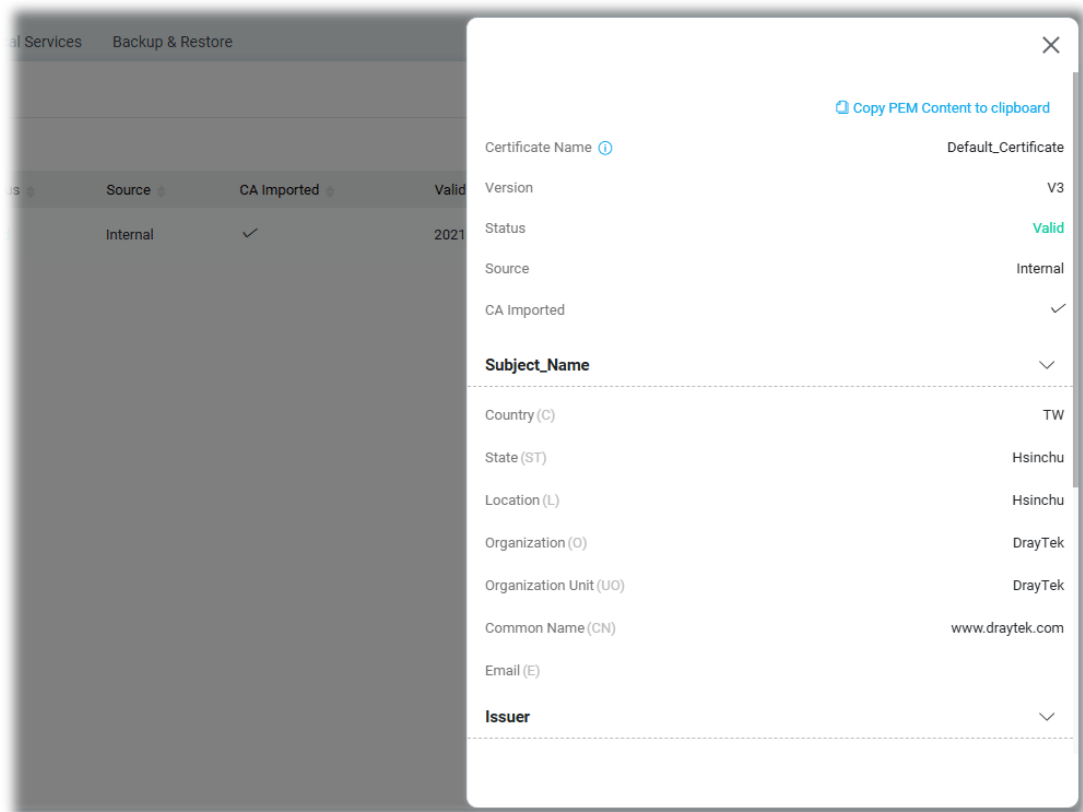 al Services Backup & Restore
Source CA Imported Valid
Internal 2021
Copy PEM Content to clipboard
Certificate Name Default_Certificate
Version V3
Status Valid
Source Internal
CA Imported
Subject_Name
Country (C) TW
State (ST) Hsinchu
Location (L) Hsinchu
Organization (O) DrayTek
Organization Unit (UO) DrayTek
Common Name (CN) www.draytek.com
Email (E)
Issuer